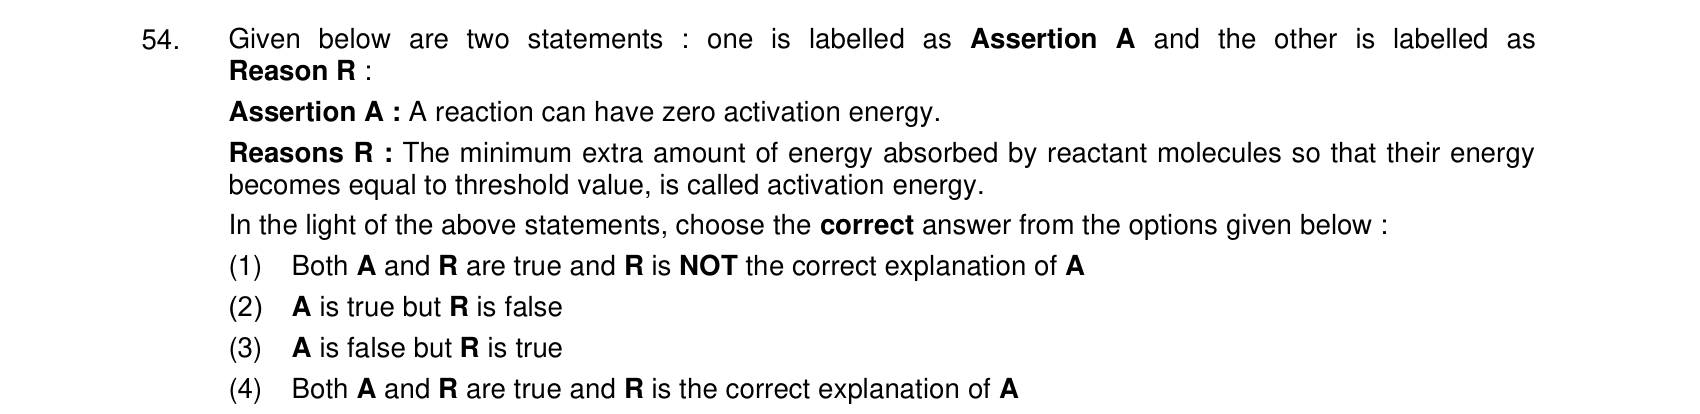 54. Given below are two statements : one is labelled as Assertion A and the other is labelled as
Reason R :
Assertion A : A reaction can have zero activation energy.
Reasons R : The minimum extra amount of energy absorbed by reactant molecules so that their energy
becomes equal to threshold value, is called activation energy.
In the light of the above statements, choose the correct answer from the options given below :
(1) Both A and R are true and R is NOT the correct explanation of A
(2) A is true but R is false
(3) A is false but R is true
(4) Both A and R are true and R is the correct explanation of A